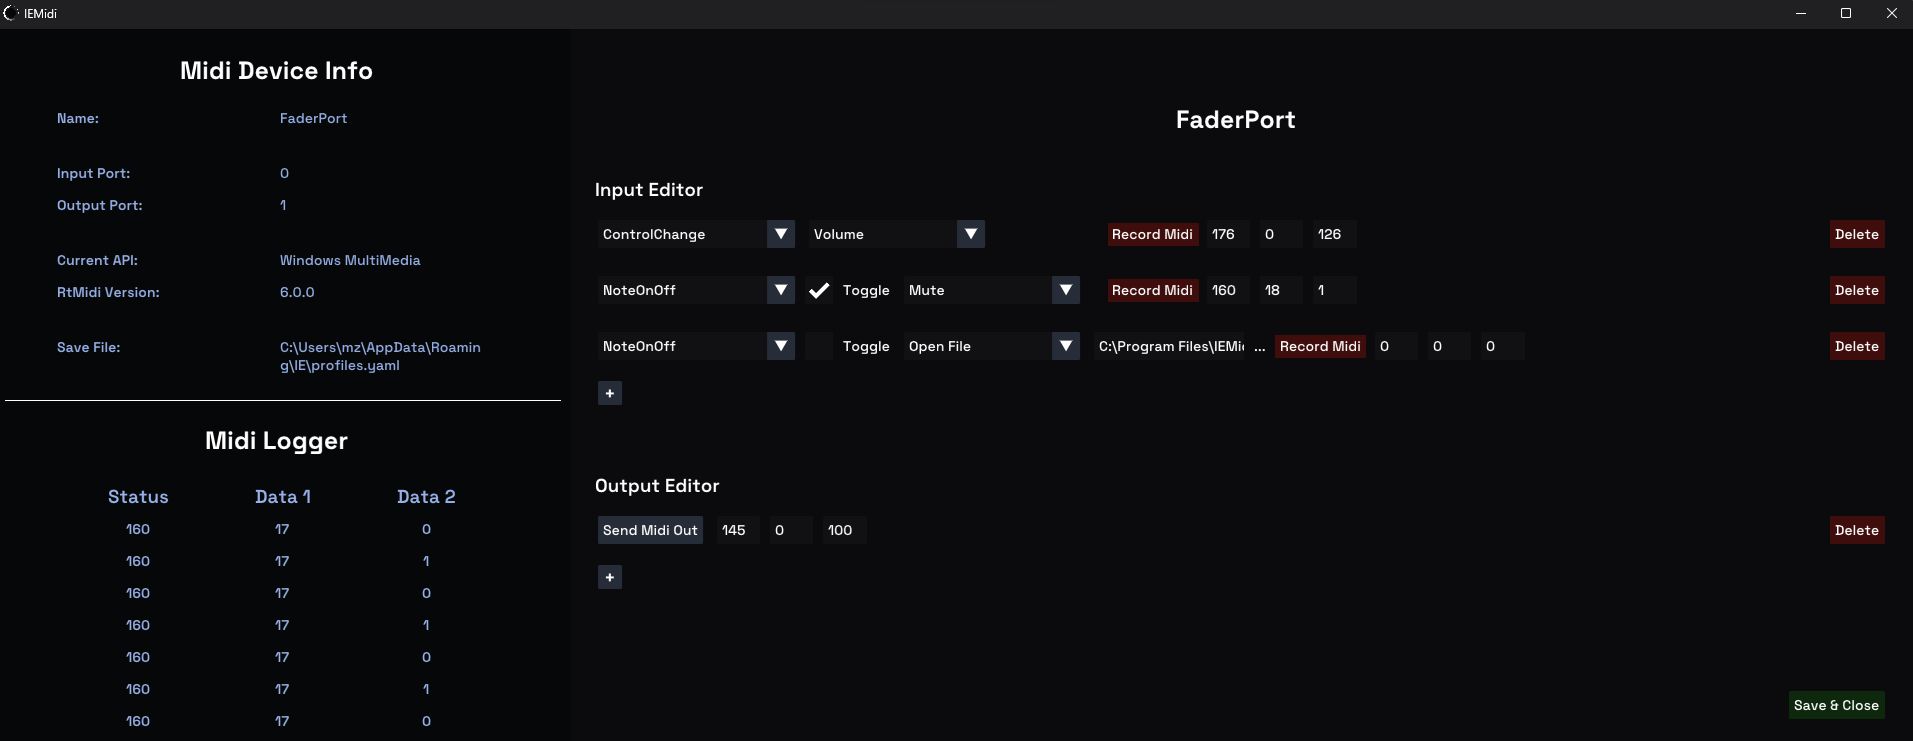 IEMidi
Midi Device Info
Name: FaderPort
Input Port: 0
Output Port: 1
Current API: Windows MultiMedia
RtMidi Version: 6.0.0
Save File: C:\Users\mz\AppData\Roamin
g\IE\profiles.yaml
Midi Logger
Status Data 1 Data 2
160 17 0
160 17 1
160 17 0
160 17 1
160 17 0
160 17 1
160 17 0
FaderPort
Input Editor
ControlChange Volume Record Midi 176 0 126 Delete
NoteOnOff Toggle Mute Record Midi 160 18 1 Delete
NoteOnOff Toggle Open File C:\Program Files\IEMi ... Record Midi 0 0 0 Delete
+
Output Editor
Send Midi Out 145 0 100 Delete
+
Save & Close